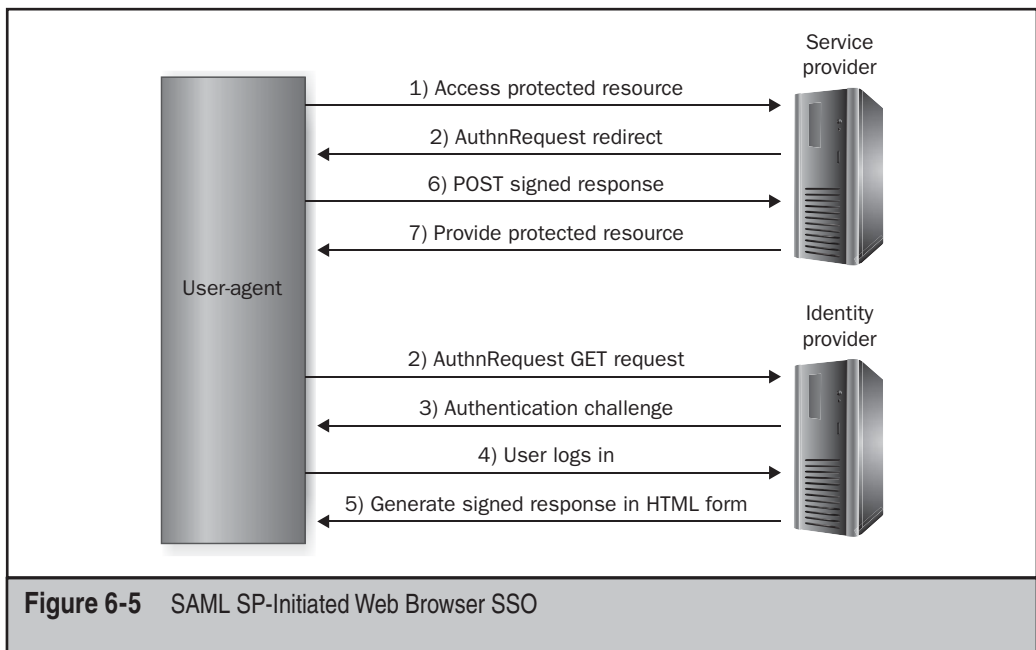 Service
provider
1) Access protected resource
2) AuthnRequest redirect
6) POST signed response
7) Provide protected resource
User-agent
Identity
provider
2) AuthnRequest GET request
3) Authentication challenge
4) User logs in
5) Generate signed response in HTML form
Figure 6-5 SAML SP-Initiated Web Browser SSO